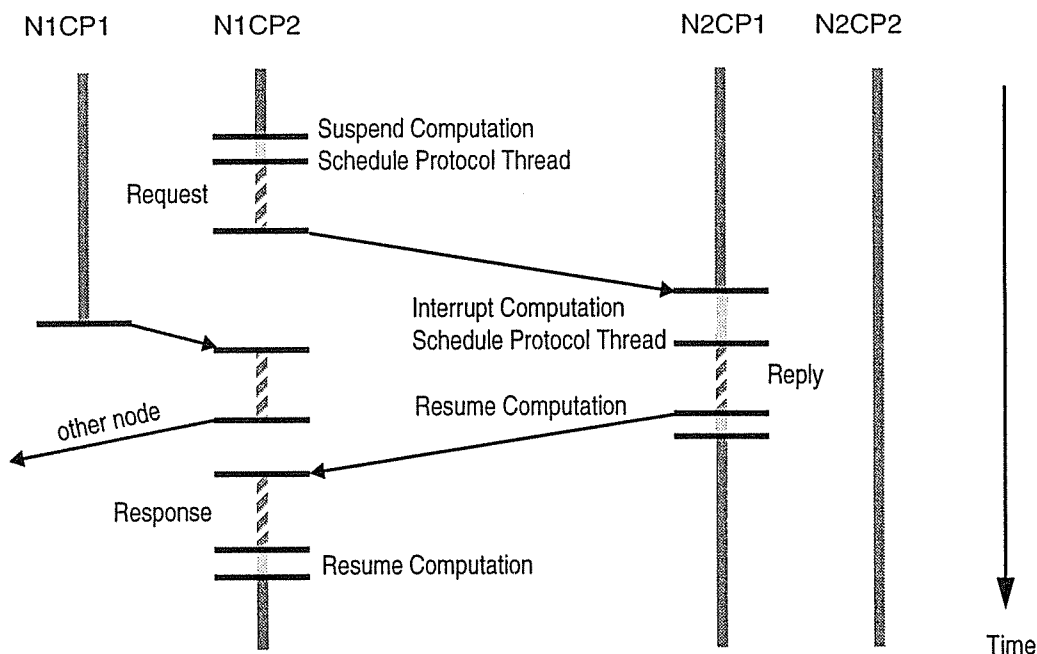 N1CP1
N1CP2
N2CP1
N2CP2
Suspend Computation
Schedule Protocol Thread
Request
Interrupt Computation
Schedule Protocol Thread
Reply
Resume Computation
other node
Response
Resume Computation
Time